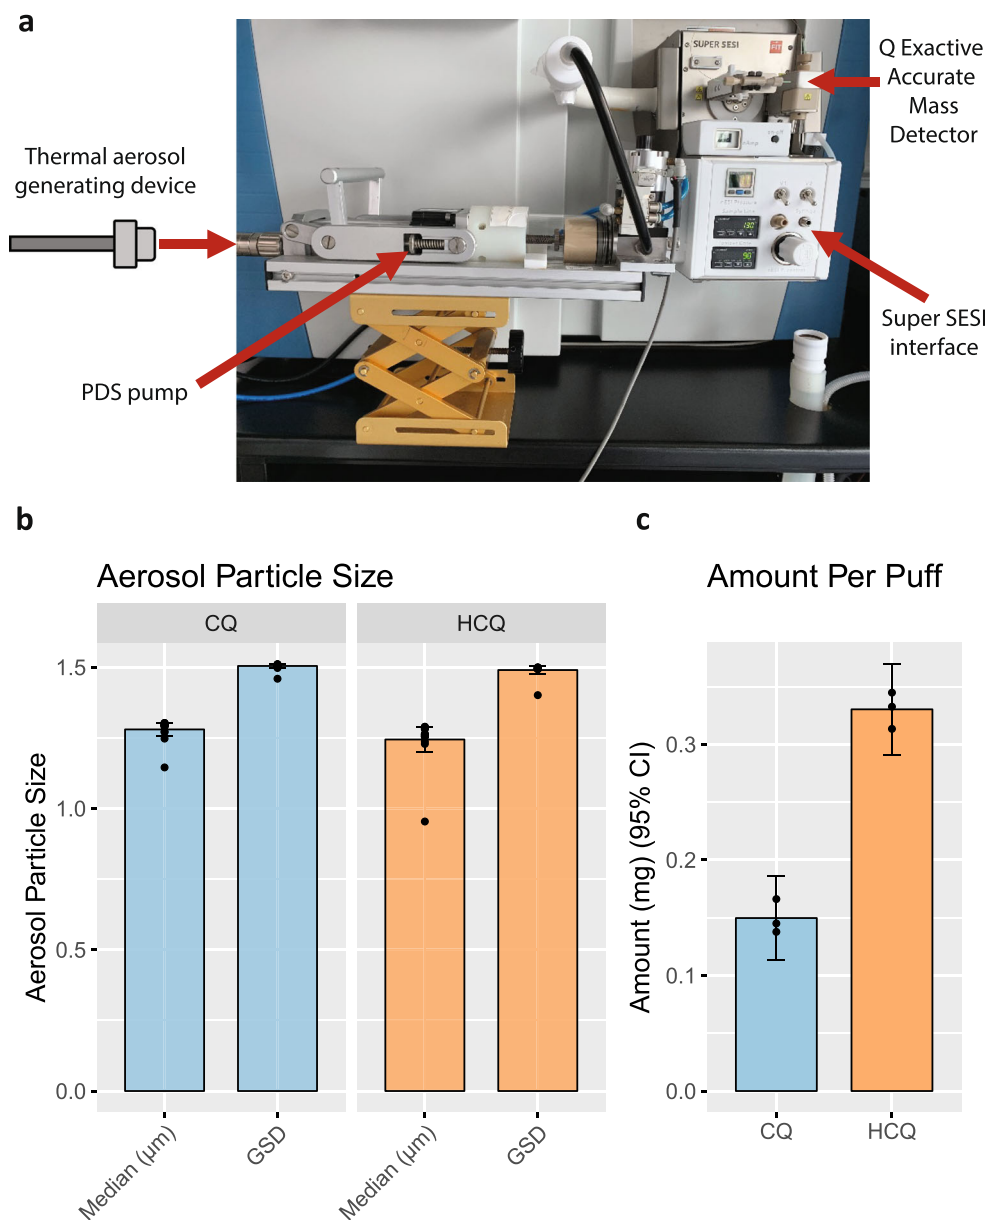 a
SUPER SESI
FIT
Q Exactive
Accurate
Mass
Detector
Thermal aerosol
generating device
130
96
Super SESI
interface
PDS pump
b
c
Aerosol Particle Size
Amount Per Puff
CQ
HCQ
Aerosol Particle Size
1.5
1.0
0.5
0.0
Median (µm)
GSD
Median (µm)
GSD
Amount (mg) (95% CI)
0.3
0.2
0.1
0.0
CQ
HCQ